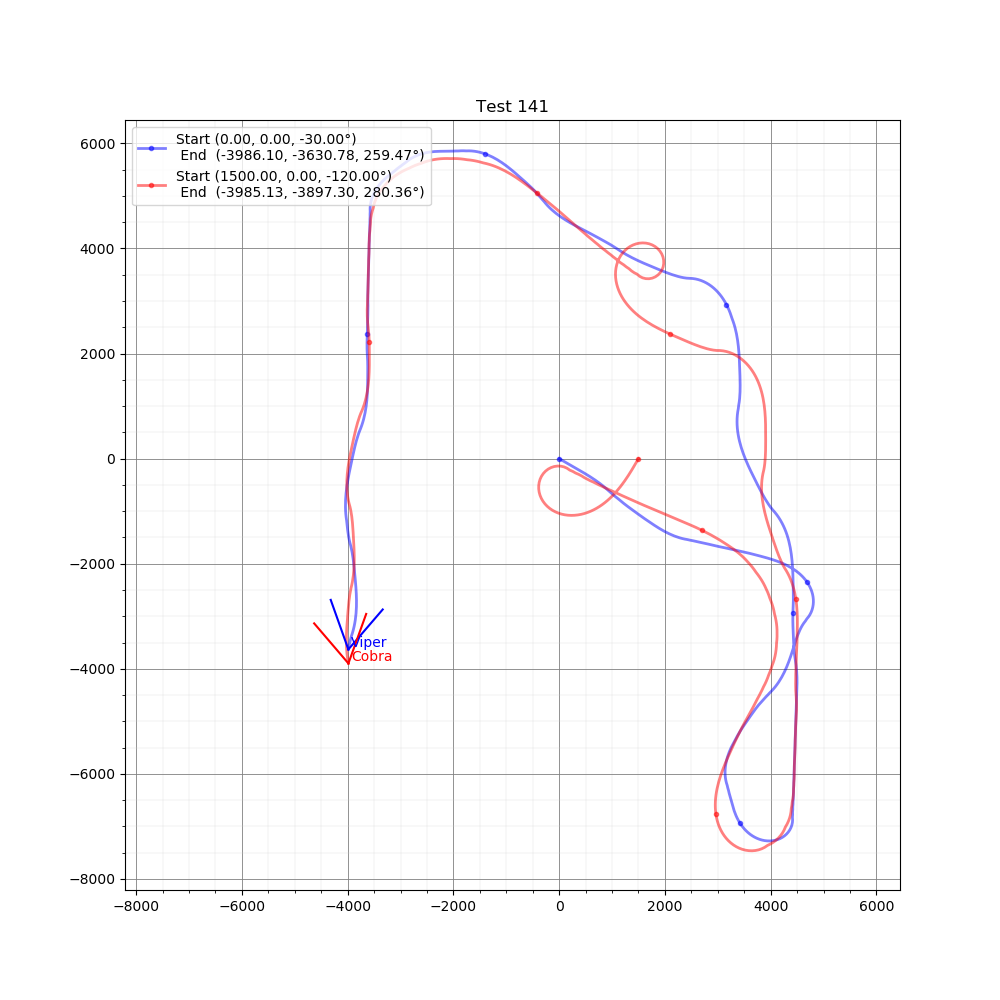 Test 141
Start (0.00, 0.00, -30.00°)
End (-3986.10, -3630.78, 259.47°)
Start (1500.00, 0.00, -120.00°)
End (-3985.13, -3897.30, 280.36°)
6000
4000
2000
0
−2000
−4000
−6000
−8000
Viper
Cobra
−8000 −6000 −4000 −2000 0 2000 4000 6000